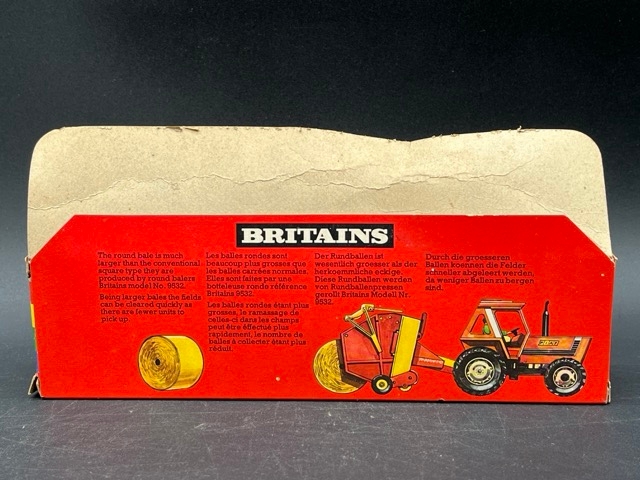 BRITAINS
The round bale is much
larger than the conventional
square type they are
produced by round balers
Britains model No. 9532.
Being larger bales the fields
can be cleared quickly as
there are fewer units to
pick up.
Les balles rondes sont
beaucoup plus grosses que
les balles carrées normales.
Elles sont faites par une
botteleuse ronde référence
Britains 9532.
Les balles rondes étant plus
grosses, le ramassage de
celles-ci dans les champs
peut être éffectué plus
rapidement, le nombre de
balles à collecter étant plus
réduit.
Der Rundballen ist
wesentlich groesser als der
herkoemmliche eckige.
Diese Rundballen werden
von Rundballenpressen
gerollt Britains Modell Nr.
9532.
Durch die groesseren
Ballen koennen die Felder
schneller abgeleert werden,
da weniger Ballen zu bergen
sind.
FIAT